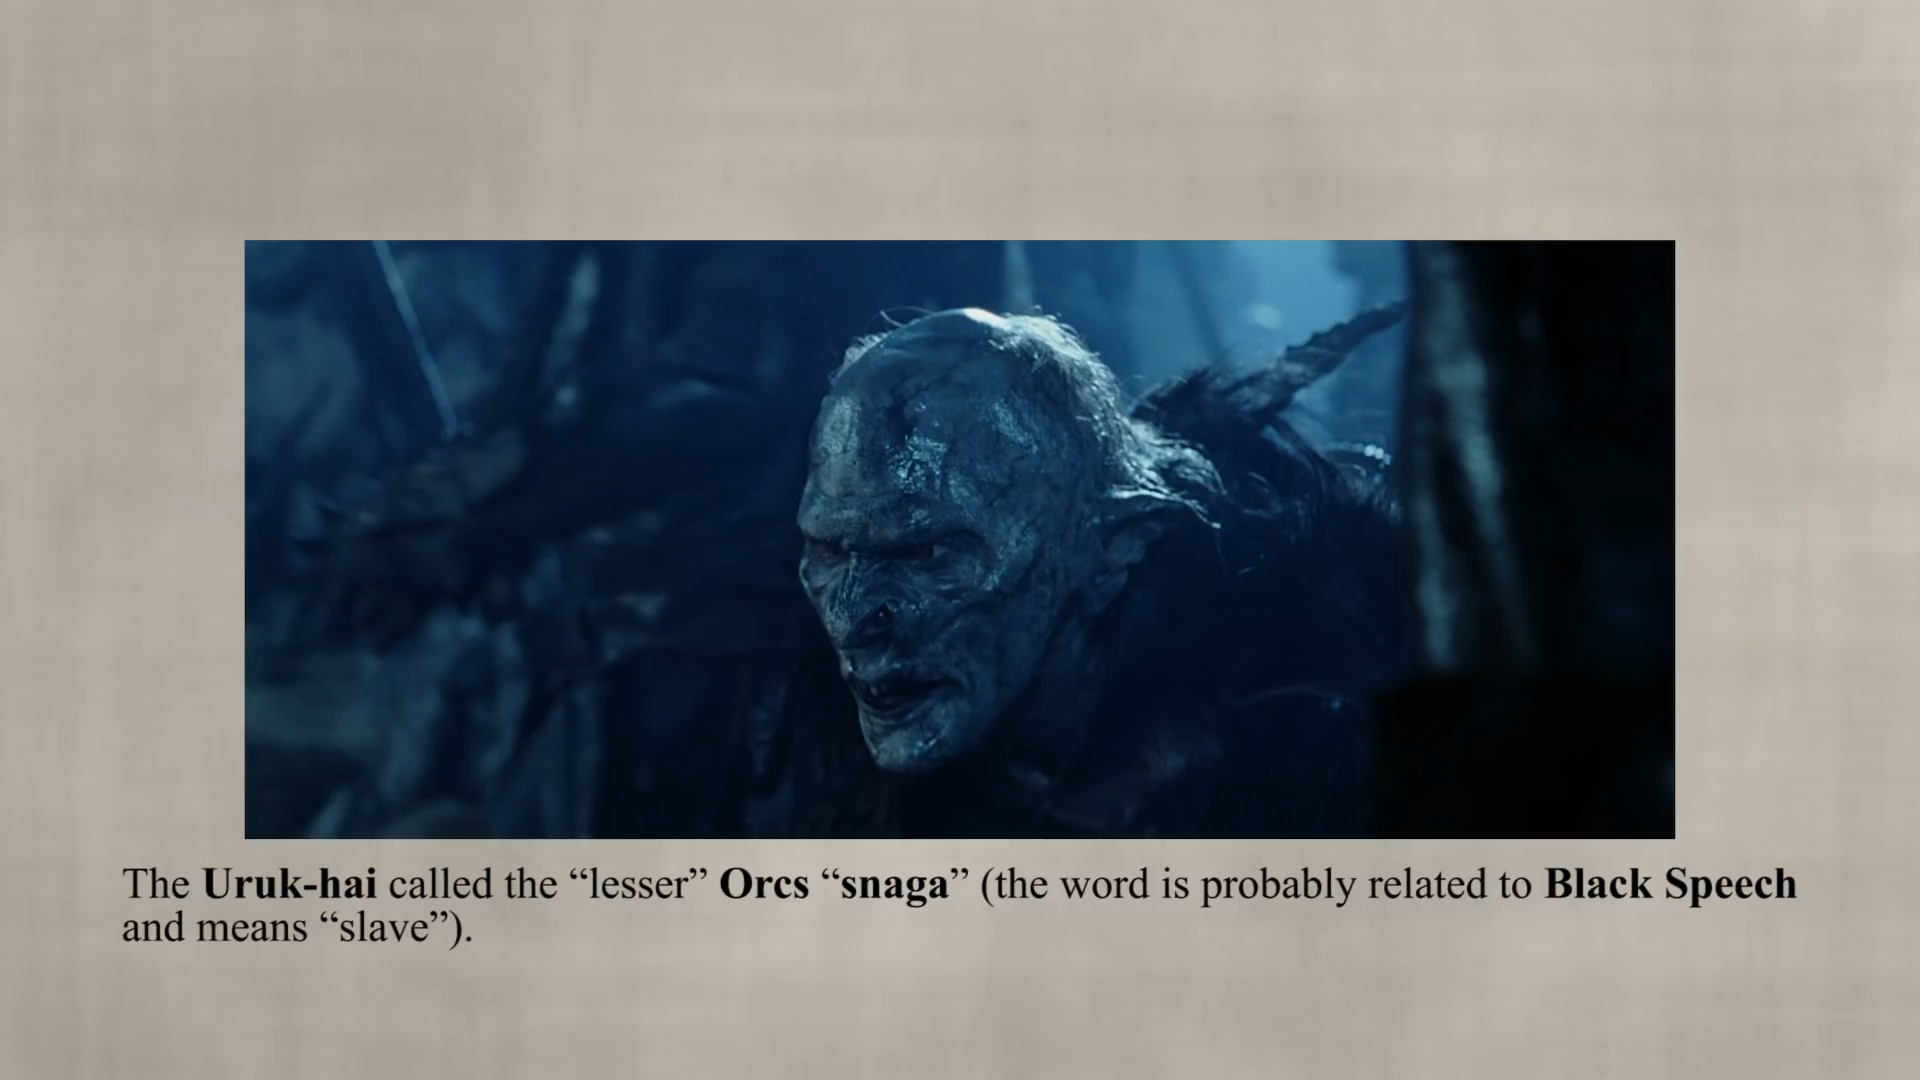 The Uruk-hai called the “lesser” Orcs “snaga” (the word is probably related to Black Speech
and means “slave”).